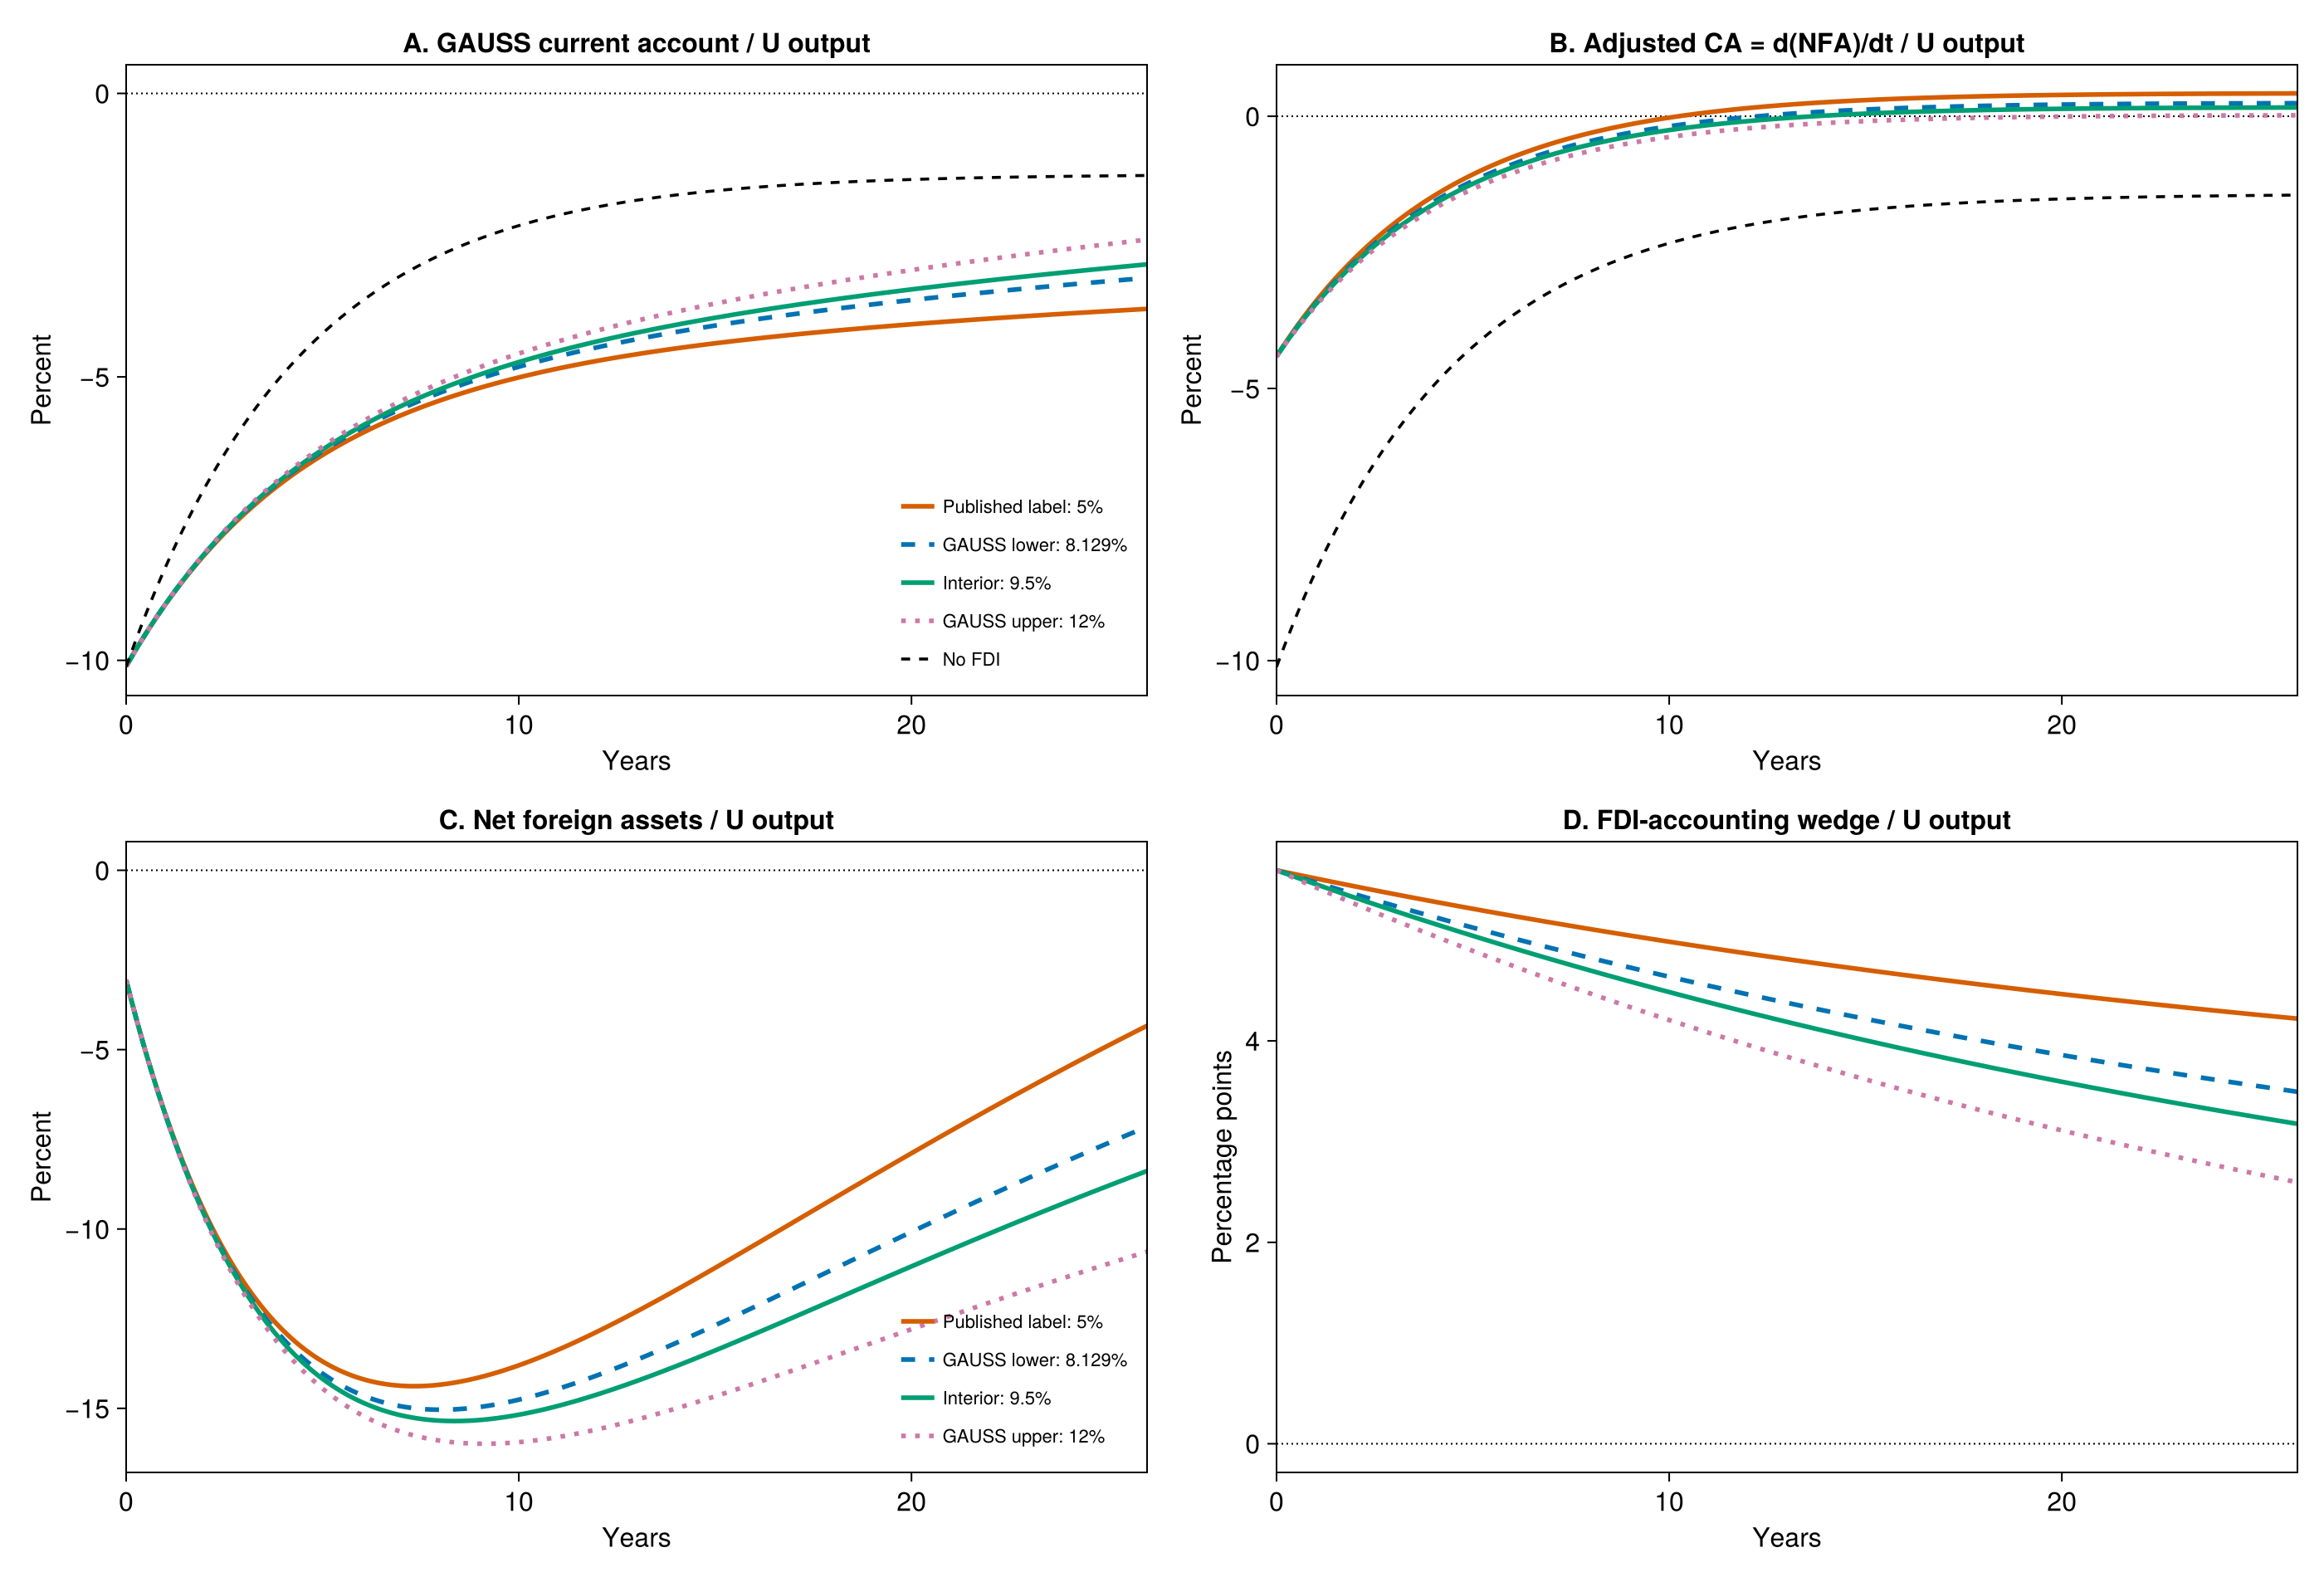 A. GAUSS current account / U output
0
−5
−10
Percent
0
10
20
Years
Published label: 5%
GAUSS lower: 8.129%
Interior: 9.5%
GAUSS upper: 12%
No FDI
B. Adjusted CA = d(NFA)/dt / U output
0
−5
−10
Percent
0
10
20
Years
C. Net foreign assets / U output
0
−5
−10
−15
Percent
0
10
20
Years
Published label: 5%
GAUSS lower: 8.129%
Interior: 9.5%
GAUSS upper: 12%
D. FDI-accounting wedge / U output
4
2
0
Percentage points
0
10
20
Years